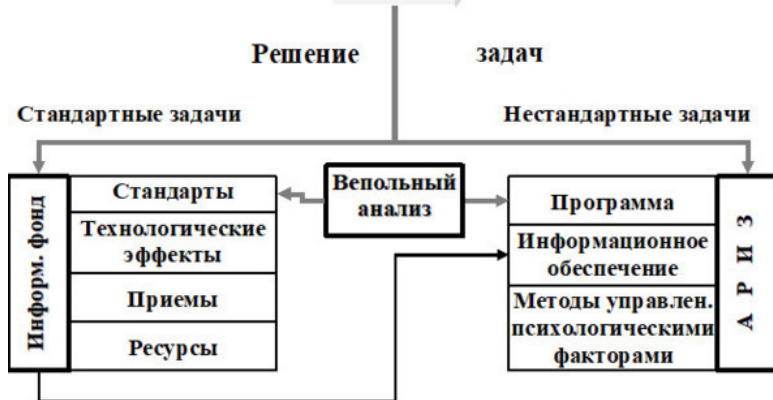 Решение задач
Стандартные задачи
Нестандартные задачи
Информ. фонд
Стандарты
Технологические
эффекты
Приемы
Ресурсы
Вепольный
анализ
Программа
Информационное
обеспечение
Методы управлен.
психологическими
факторами
А Р И З